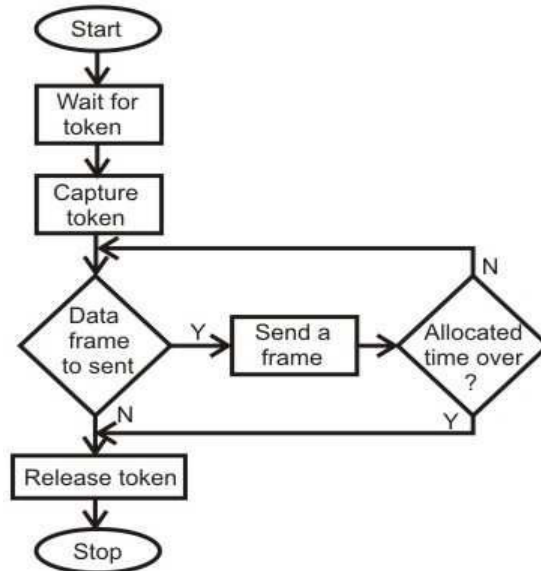 Start
Wait for
token
Capture
token
N
Data
frame
to sent
Y
Send a
frame
Allocated
time over
?
N
Y
Release token
Stop